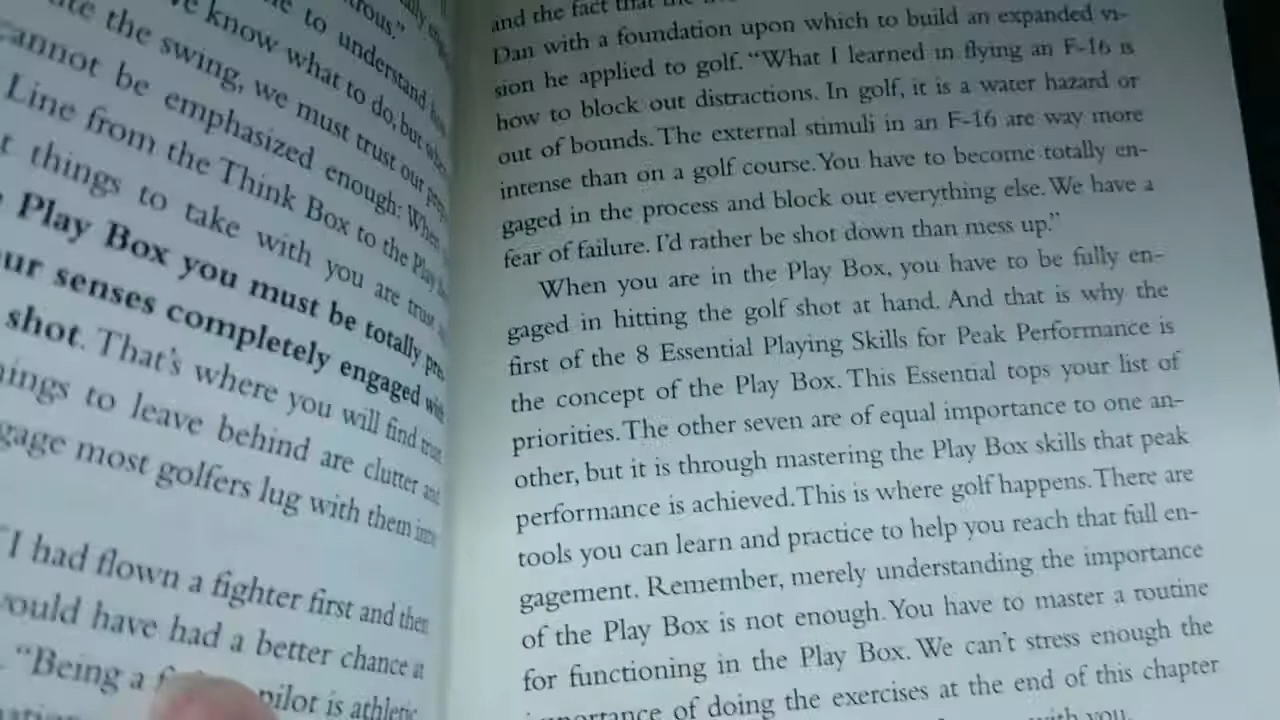 to understand
know what to do, but
the swing, we must trust our
cannot be emphasized enough: When
Line from the Think Box to the Play
things to take with you are trust
Play Box you must be totally
senses completely engaged
shot. That's where you will find
to leave behind are clutter and
most golfers lug with them into
"I had flown a fighter first and then
would have had a better chance
"Being a pilot is athletic
and the fact that the
Dan with a foundation upon which to build an expanded vi-
sion he applied to golf. "What I learned in flying an F-16 is
how to block out distractions. In golf, it is a water hazard or
out of bounds. The external stimuli in an F-16 are way more
intense than on a golf course. You have to become totally en-
gaged in the process and block out everything else. We have a
fear of failure. I'd rather be shot down than mess up."
When you are in the Play Box, you have to be fully en-
gaged in hitting the golf shot at hand. And that is why the
first of the 8 Essential Playing Skills for Peak Performance is
the concept of the Play Box. This Essential tops your list of
priorities. The other seven are of equal importance to one an-
other, but it is through mastering the Play Box skills that peak
performance is achieved. This is where golf happens. There are
tools you can learn and practice to help you reach that full en-
gagement. Remember, merely understanding the importance
of the Play Box is not enough. You have to master a routine
for functioning in the Play Box. We can't stress enough the
importance of doing the exercises at the end of this chapter
with you